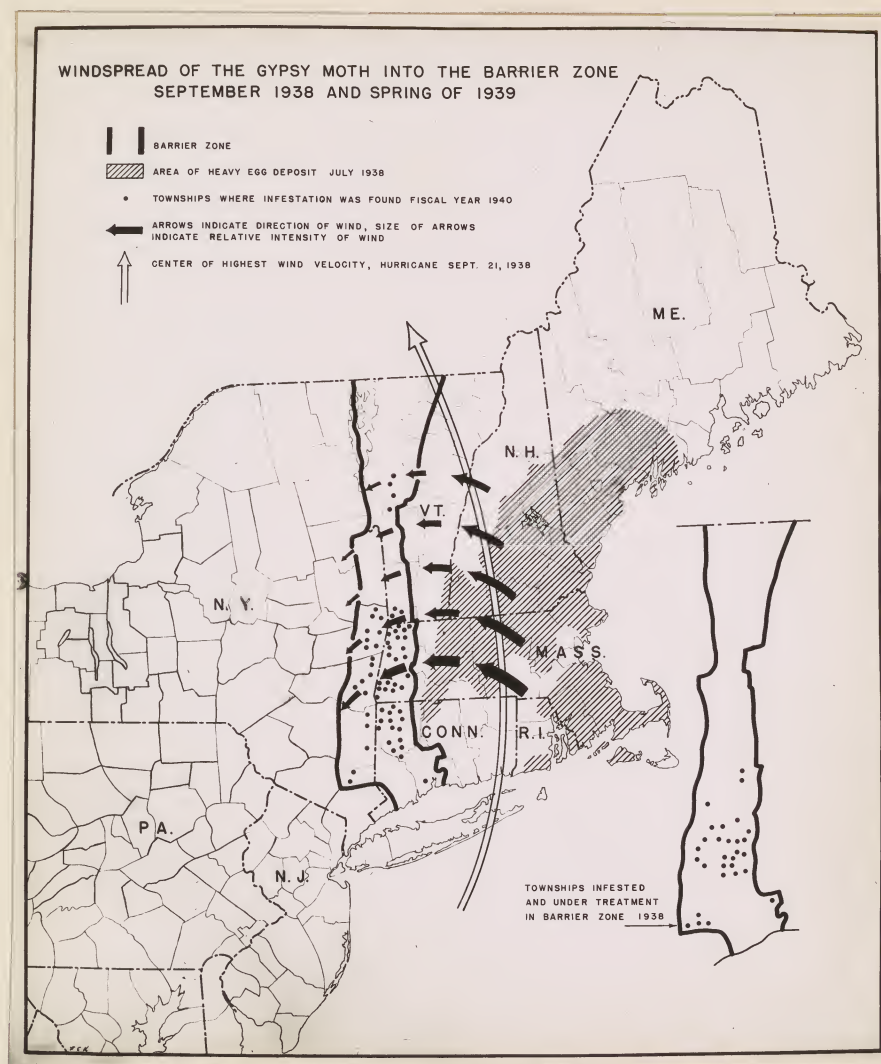 WINDSPREAD OF THE GYPSY MOTH INTO THE BARRIER ZONE
SEPTEMBER 1938 AND SPRING OF 1939
BARRIER ZONE
AREA OF HEAVY EGG DEPOSIT JULY 1938
TOWNSHIPS WHERE INFESTATION WAS FOUND FISCAL YEAR 1940
ARROWS INDICATE DIRECTION OF WIND, SIZE OF ARROWS
INDICATE RELATIVE INTENSITY OF WIND
CENTER OF HIGHEST WIND VELOCITY, HURRICANE SEPT. 21, 1938
ME.
N.H.
VT.
N.Y.
MASS.
CONN.
R.I.
PA.
N.J.
TOWNSHIPS INFESTED
AND UNDER TREATMENT
IN BARRIER ZONE 1938